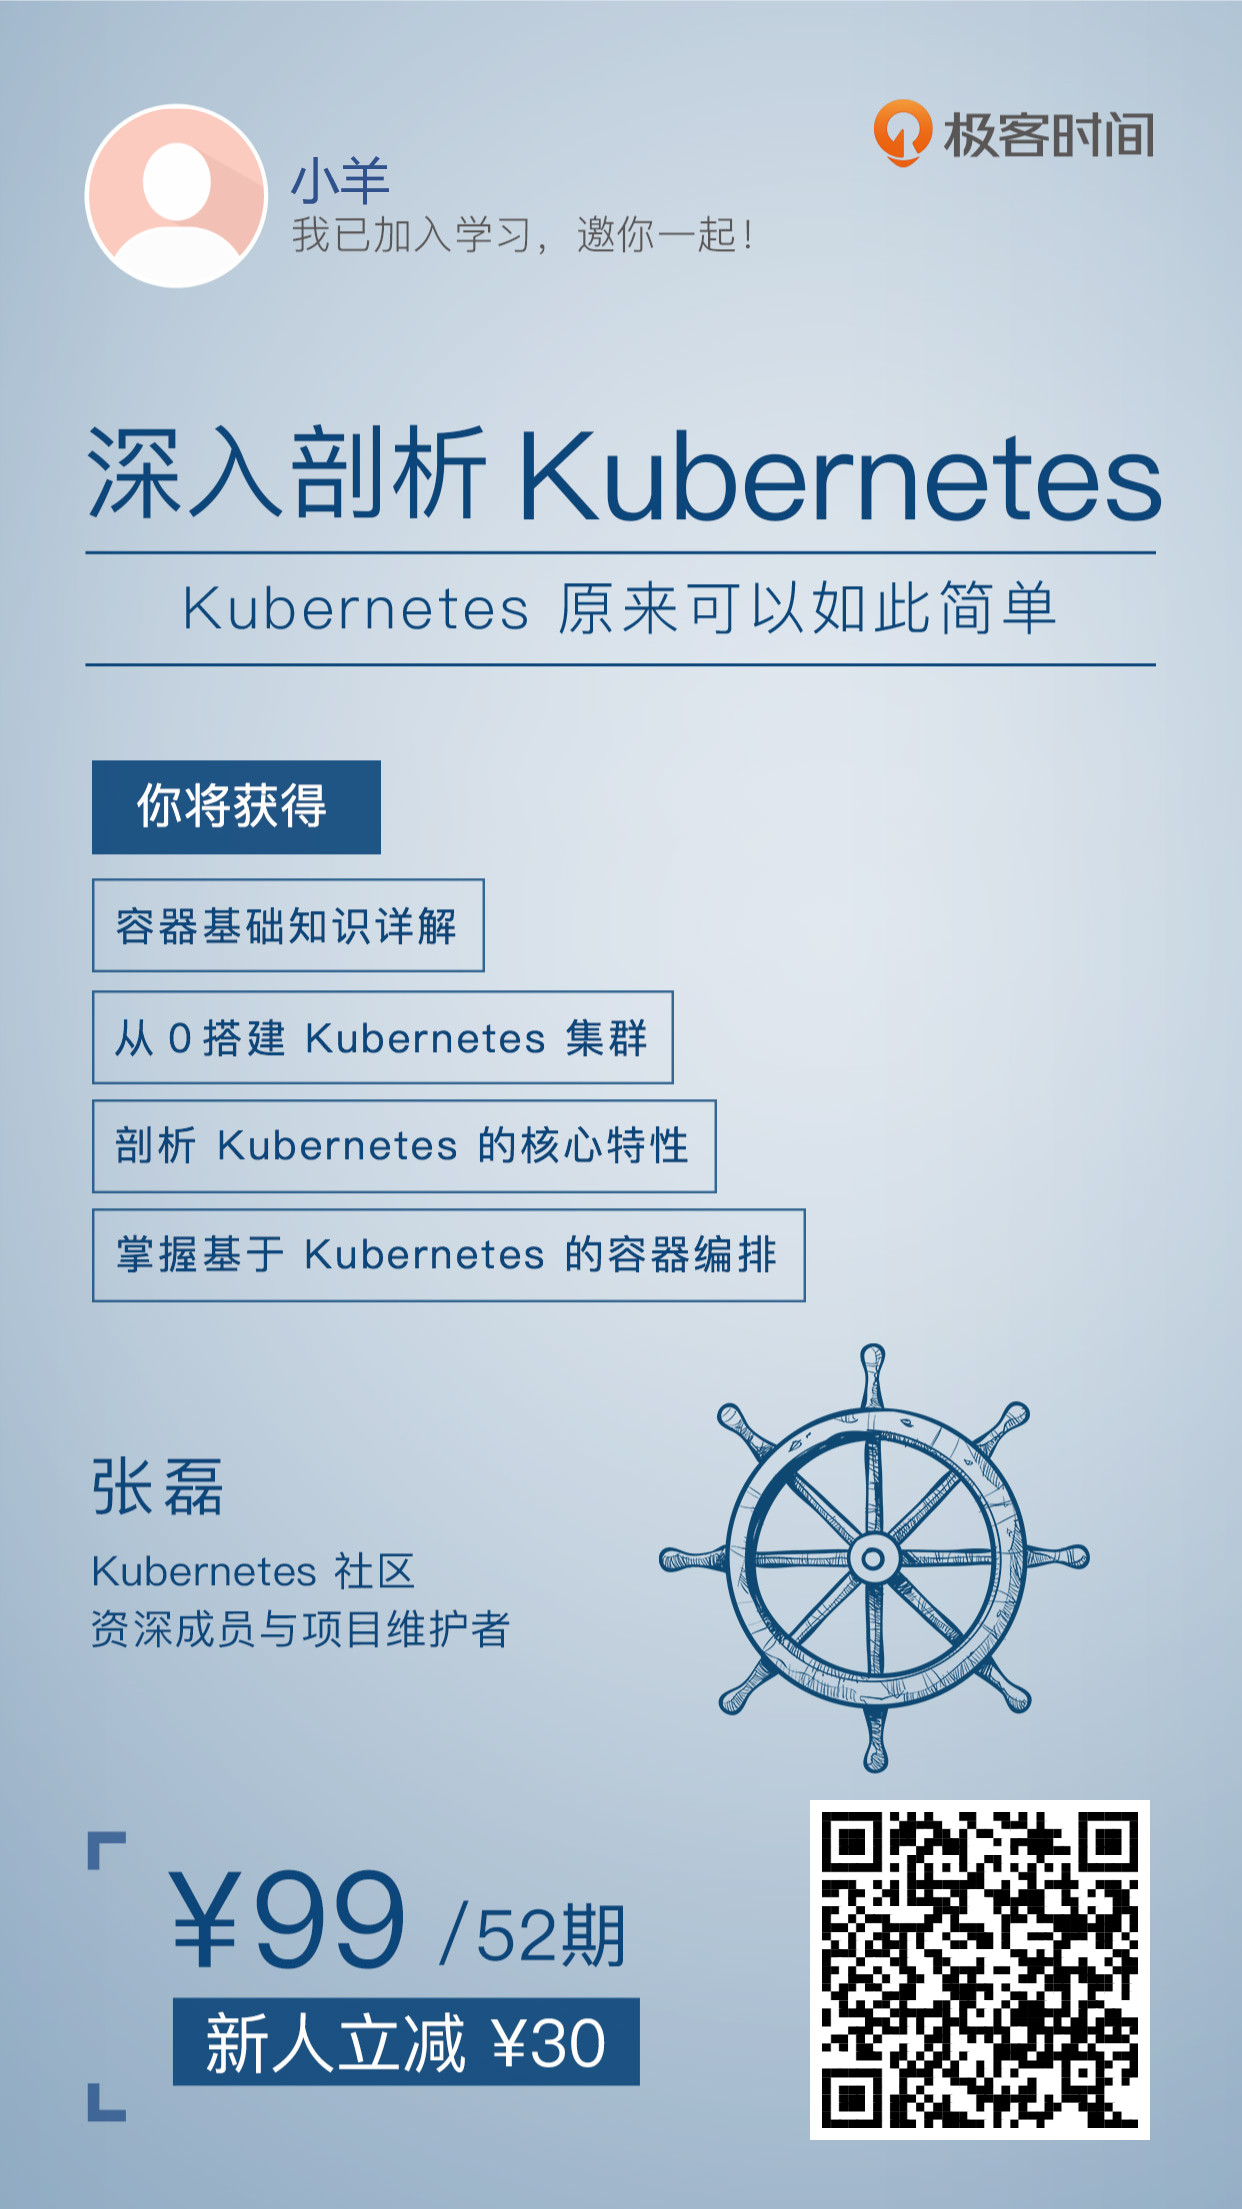 极客时间
小羊
我已加入学习，邀你一起！
深入剖析 Kubernetes
Kubernetes 原来可以如此简单
你将获得
容器基础知识详解
从 0 搭建 Kubernetes 集群
剖析 Kubernetes 的核心特性
掌握基于 Kubernetes 的容器编排
张磊
Kubernetes 社区
资深成员与项目维护者
¥99 /52期
新人立减 ¥30